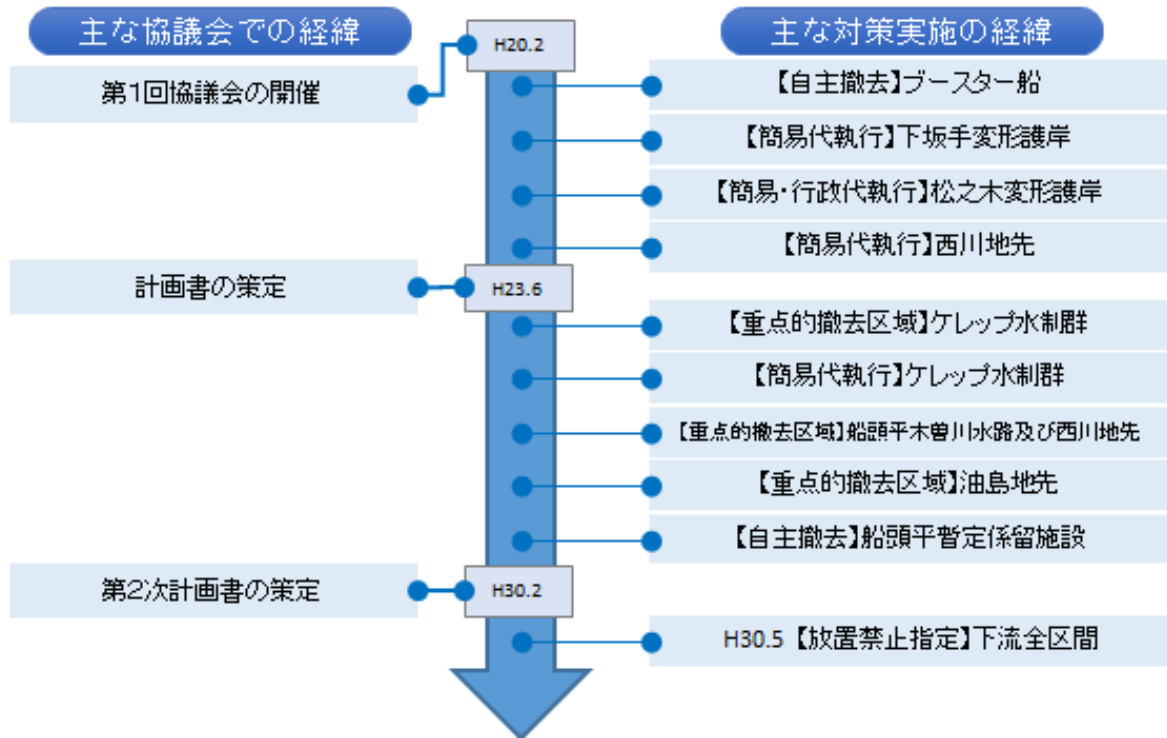 主な協議会での経緯
主な対策実施の経緯
H20.2
第1回協議会の開催
【自主撤去】ブースター船
【簡易代執行】下坂手変形護岸
【簡易・行政代執行】松之木変形護岸
【簡易代執行】西川地先
計画書の策定
H23.6
【重点的撤去区域】ケレップ水制群
【簡易代執行】ケレップ水制群
【重点的撤去区域】船頭平木曽川水路及び西川地先
【重点的撤去区域】油島地先
【自主撤去】船頭平暫定係留施設
第2次計画書の策定
H30.2
H30.5【放置禁止指定】下流全区間